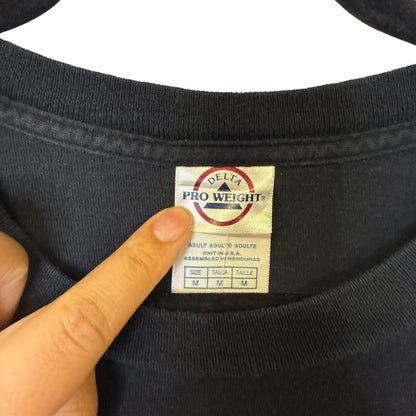 DELTA
PRO WEIGHT®
ADULT ADULTO ADULTE
KNIT IN U.S.A.
ASSEMBLED IN HONDURAS
SIZE TALLA TAILLE
M M M